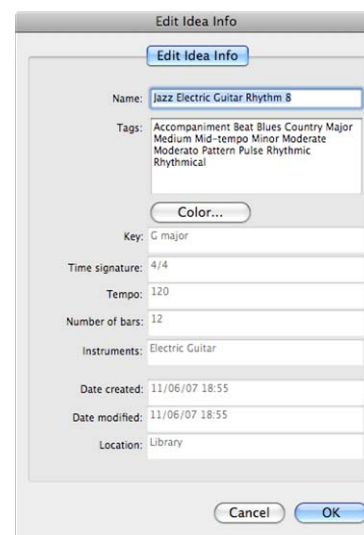 Edit Idea Info
Edit Idea Info
Name: Jazz Electric Guitar Rhythm 8
Tags: Accompaniment Beat Blues Country Major
Medium Mid-tempo Minor Moderate
Moderato Pattern Pulse Rhythmic
Rhythmical
Color...
Key: G major
Time signature: 4/4
Tempo: 120
Number of bars: 12
Instruments: Electric Guitar
Date created: 11/06/07 18:55
Date modified: 11/06/07 18:55
Location: Library
Cancel OK